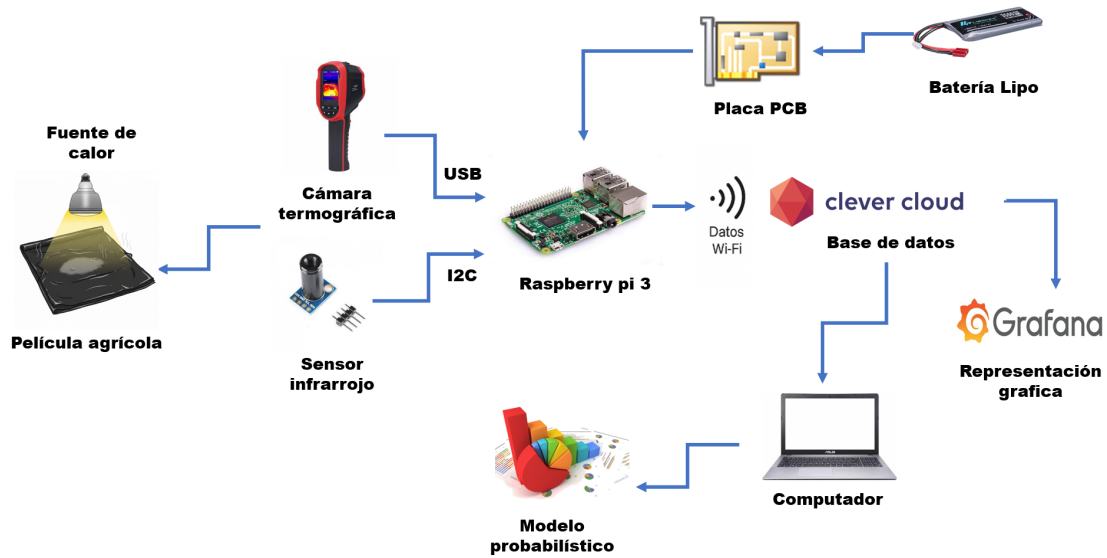 Fuente de
calor
Película agrícola
Cámara
termográfica
USB
I2C
Sensor
infrarrojo
Raspberry pi 3
Placa PCB
Batería Lipo
Datos
Wi-Fi
clever cloud
Base de datos
Grafana
Representación
grafica
Computador
Modelo
probabilístico